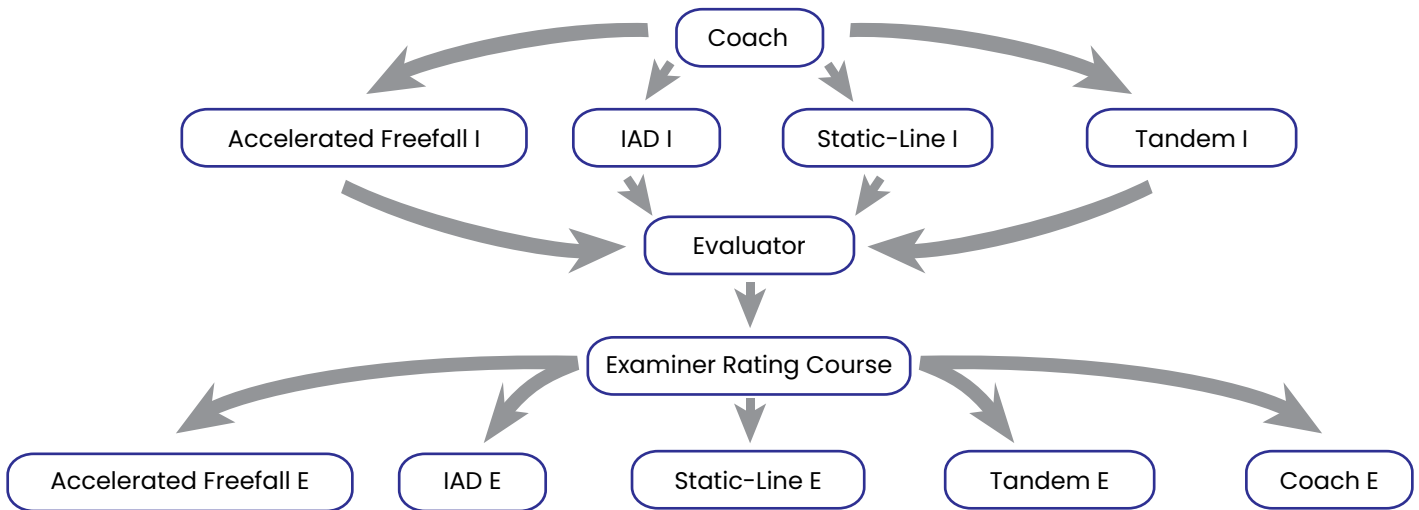 Coach
Accelerated Freefall I
IAD I
Static-Line I
Tandem I
Evaluator
Examiner Rating Course
Accelerated Freefall E
IAD E
Static-Line E
Tandem E
Coach E